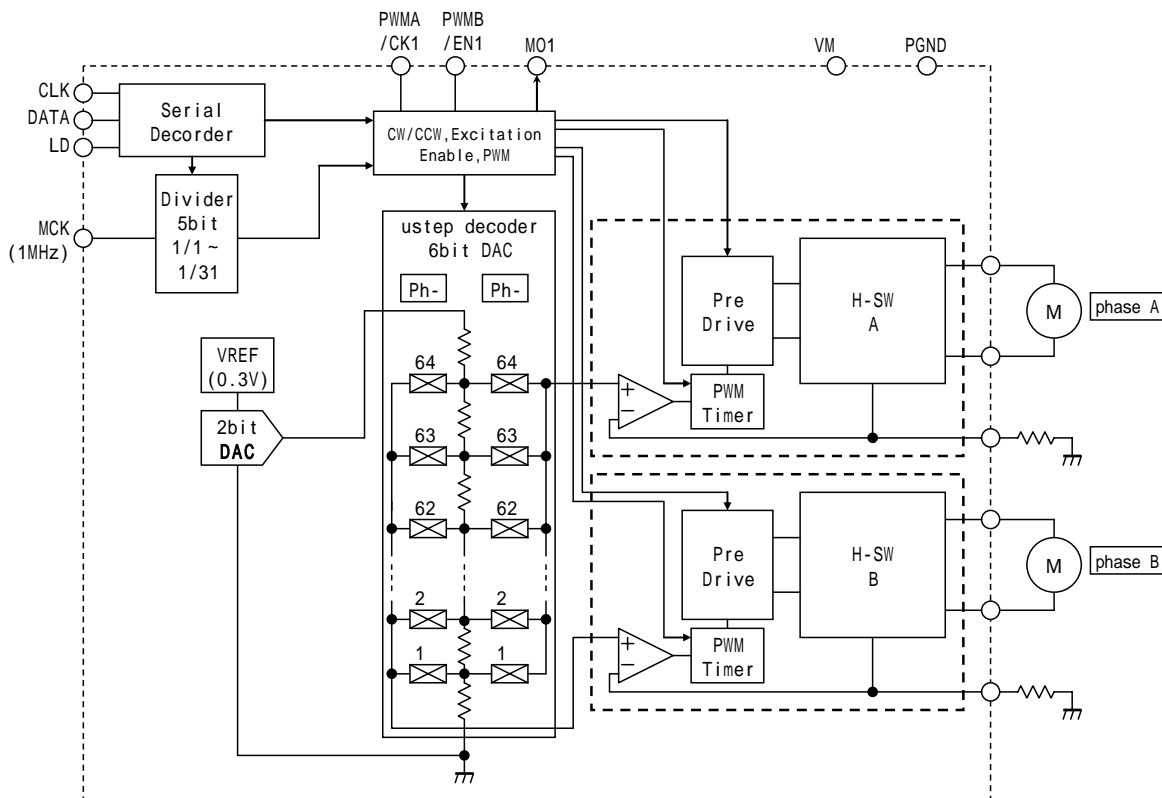 PWMA
/CK1
PWMB
/EN1
MO1
VM
PGND
CLK
DATA
LD
Serial
Decorder
CW/CCW,Excitation
Enable,PWM
MCK
(1MHz)
Divider
5bit
1/1 ~
1/31
ustep decoder
6bit DAC
Ph-
Ph-
VREF
(0.3V)
2bit
DAC
64
64
63
63
62
62
2
2
1
1
Pre
Drive
H-SW
A
M
phase A
+
−
PWM
Timer
Pre
Drive
H-SW
B
M
phase B
+
−
PWM
Timer